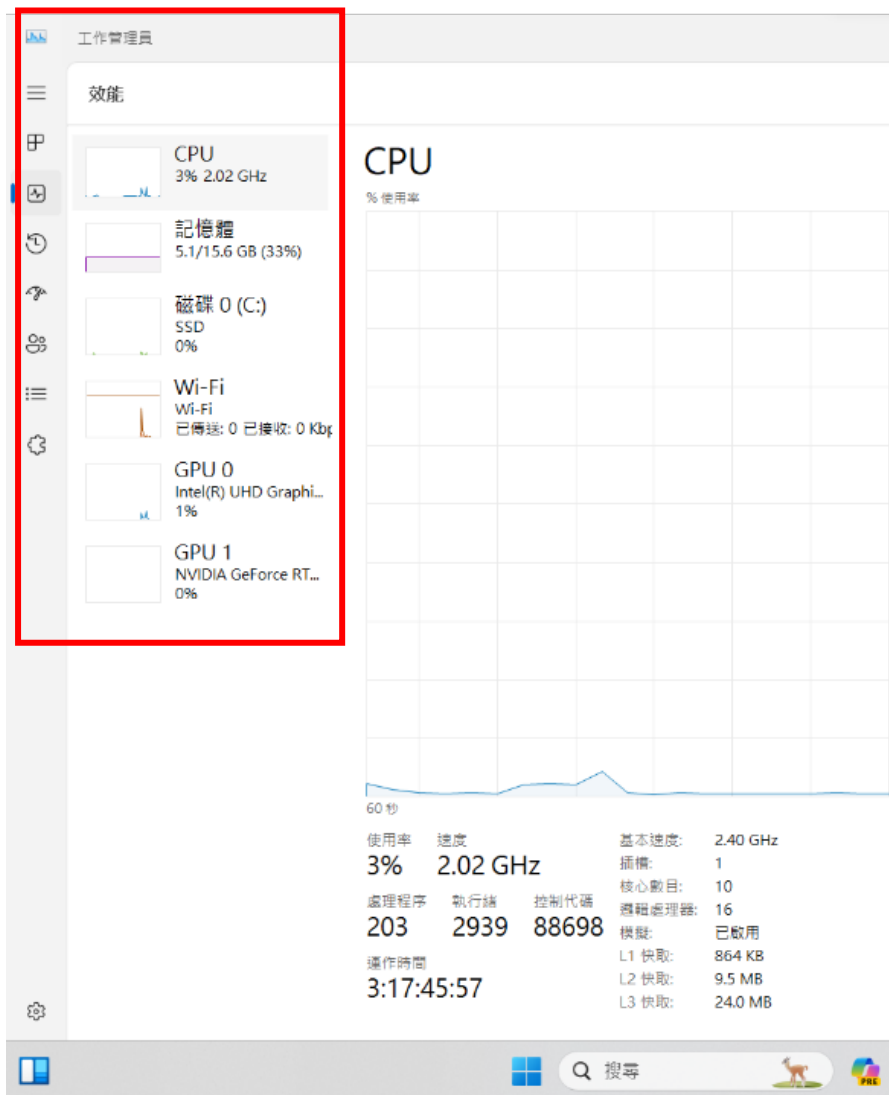 工作管理員
效能
CPU
3% 2.02 GHz
記憶體
5.1/15.6 GB (33%)
磁碟 0 (C:)
SSD
0%
Wi-Fi
Wi-Fi
已傳送: 0 已接收: 0 Kbp
GPU 0
Intel(R) UHD Graphi...
1%
GPU 1
NVIDIA GeForce RT...
0%
CPU
% 使用率
60 秒
使用率 速度
3% 2.02 GHz
處理程序 執行緒 控制代碼
203 2939 88698
運作時間
3:17:45:57
基本速度: 2.40 GHz
插槽: 1
核心數目: 10
邏輯處理器: 16
模擬: 已啟用
L1 快取: 864 KB
L2 快取: 9.5 MB
L3 快取: 24.0 MB
搜尋
PRE